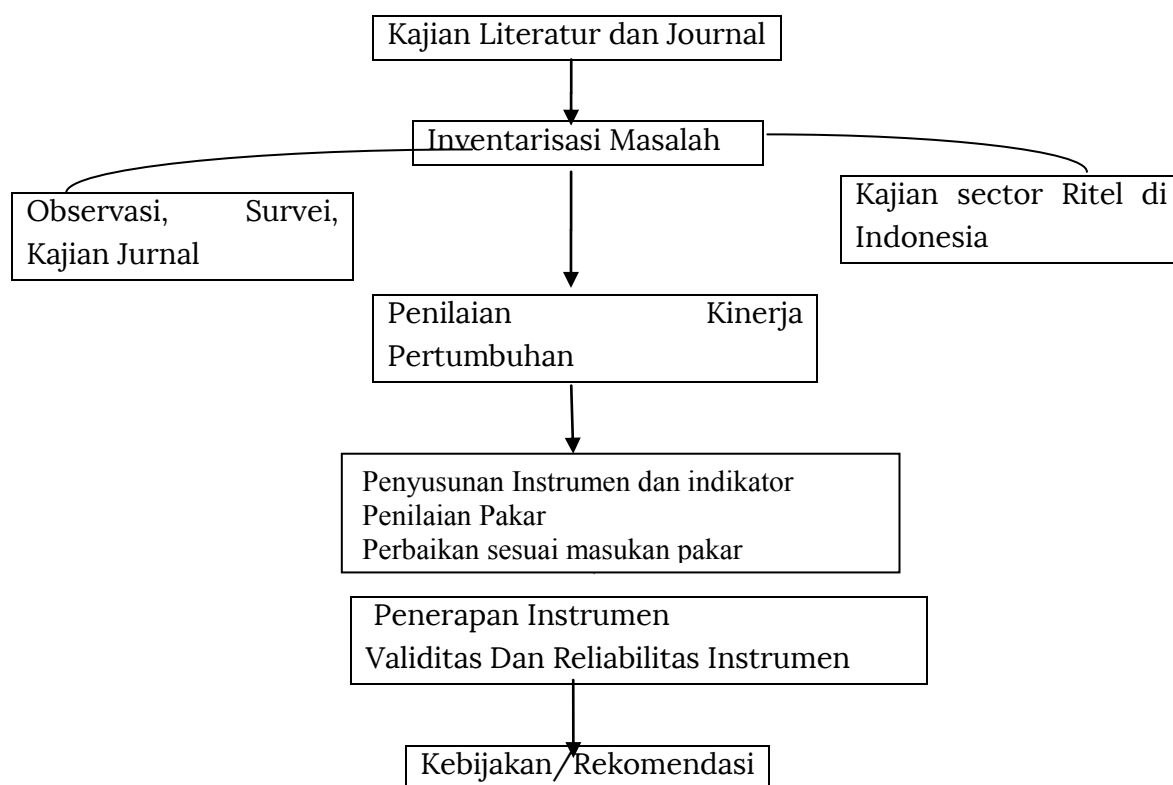 Kajian Literatur dan Journal
Inventarisasi Masalah
Observasi, Survei,
Kajian Jurnal
Kajian sector Ritel di
Indonesia
Penilaian Kinerja
Pertumbuhan
Penyusunan Instrumen dan indikator
Penilaian Pakar
Perbaikan sesuai masukan pakar
Penerapan Instrumen
Validitas Dan Reliabilitas Instrumen
Kebijakan/Rekomendasi